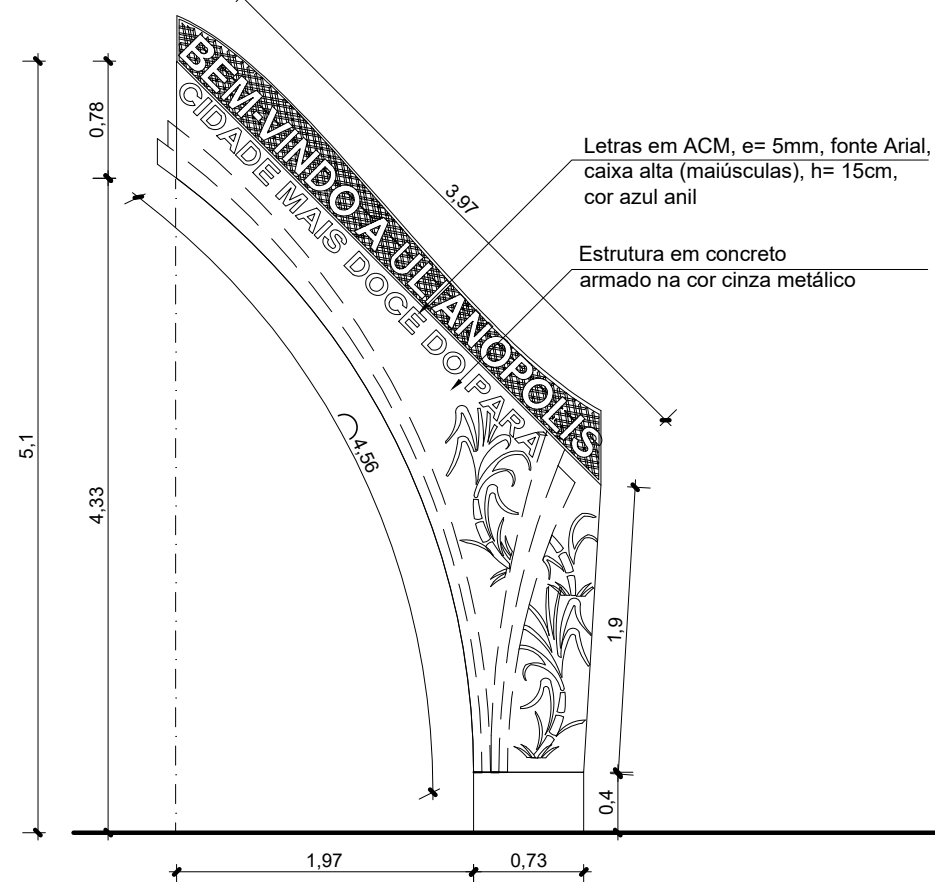 BEM-VINDO A ULIANOPOLIS
CIDADE MAIS DOCE DO PARÁ
Letras em ACM, e= 5mm, fonte Arial,
caixa alta (maiúsculas), h= 15cm,
cor azul anil
Estrutura em concreto
armado na cor cinza metálico
0,78
3,97
5,1
4,33
4,56
1,9
0,4
1,97
0,73